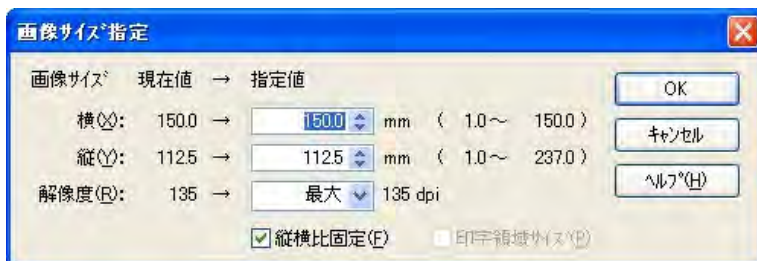 画像サイズ指定
画像サイズ 現在値 → 指定値
横(X): 150.0 → 150.0 mm ( 1.0～ 150.0 )
縦(Y): 112.5 → 112.5 mm ( 1.0～ 237.0 )
解像度(R): 135 → 最大 135 dpi
縦横比固定(F) 印字領域サイズ(P)
OK
キャンセル
ヘルプ(H)